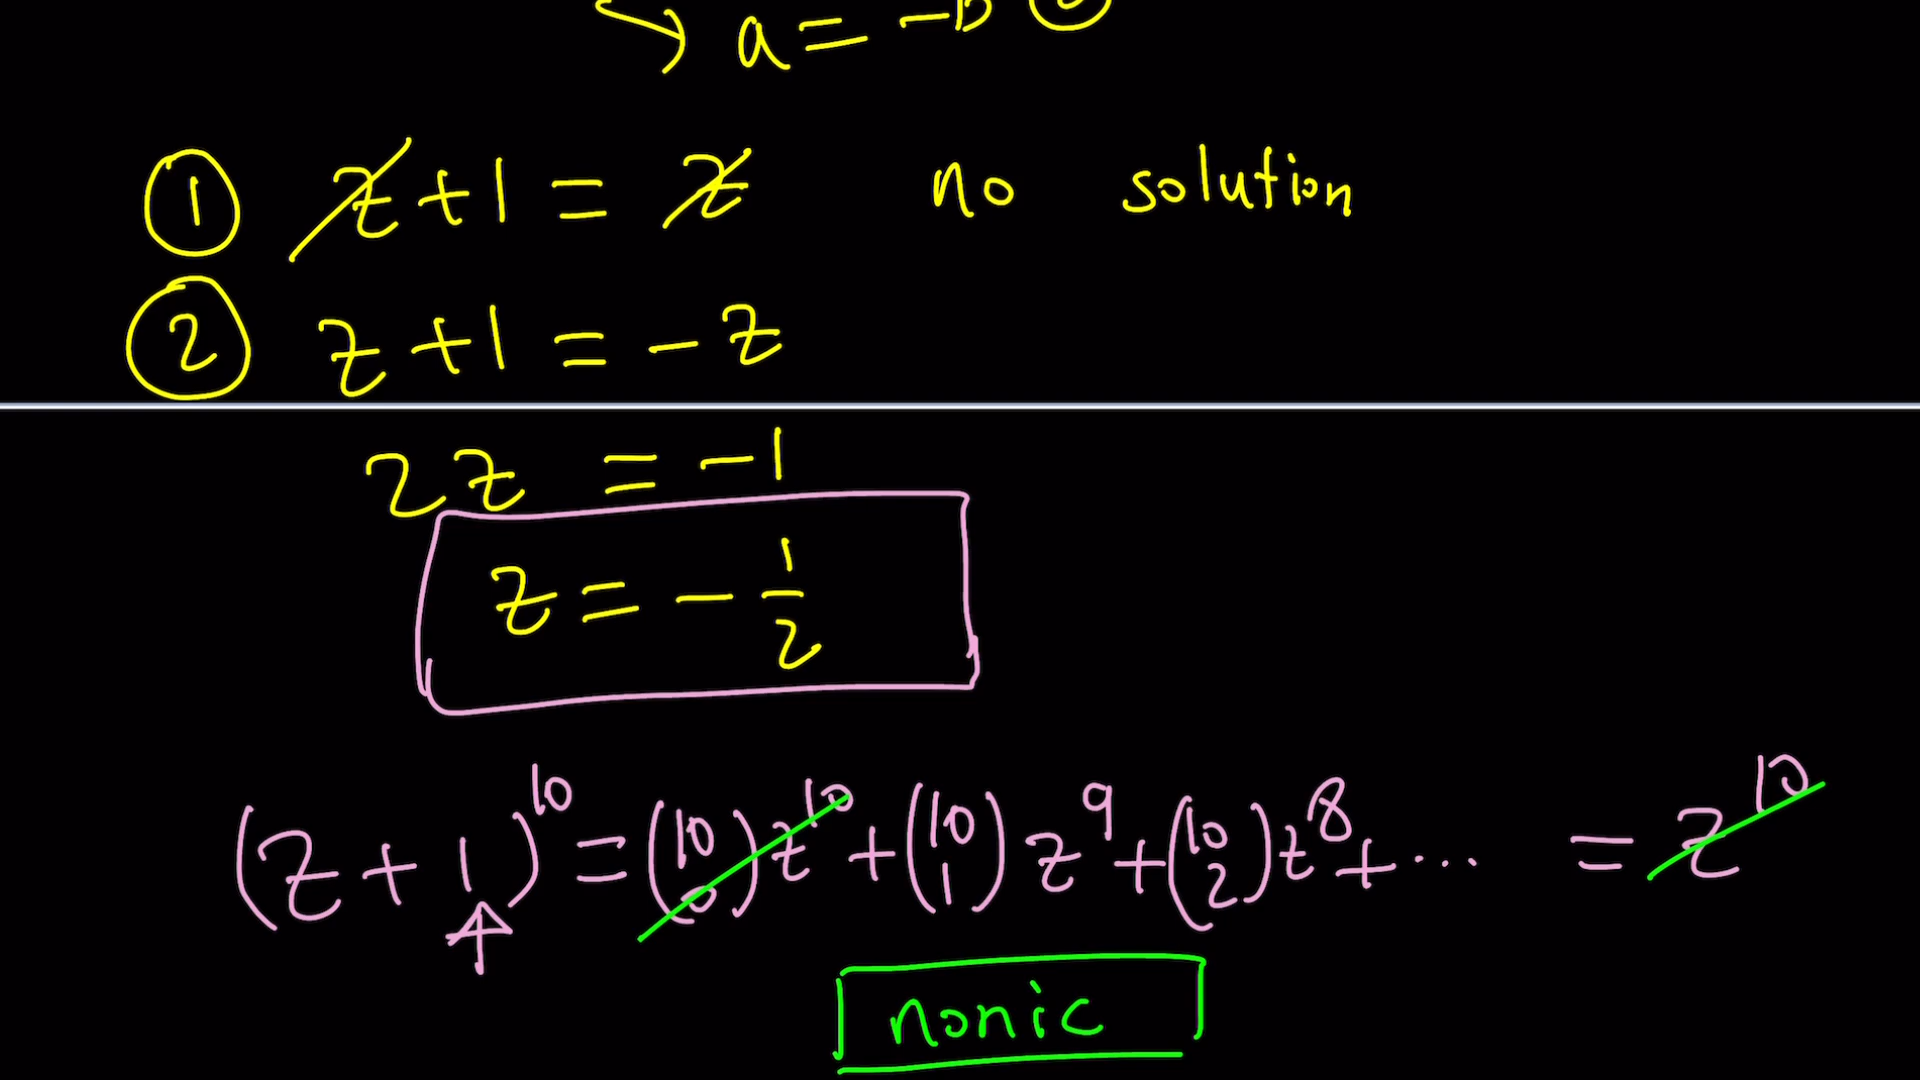 a = -b ②
① z + 1 = z no solution
② z + 1 = -z
2z = -1
z = -1/2
(z + 1)^10 = (10 0) z^10 + (10 1) z^9 + (10 2) z^8 + ... = z^10
nonic